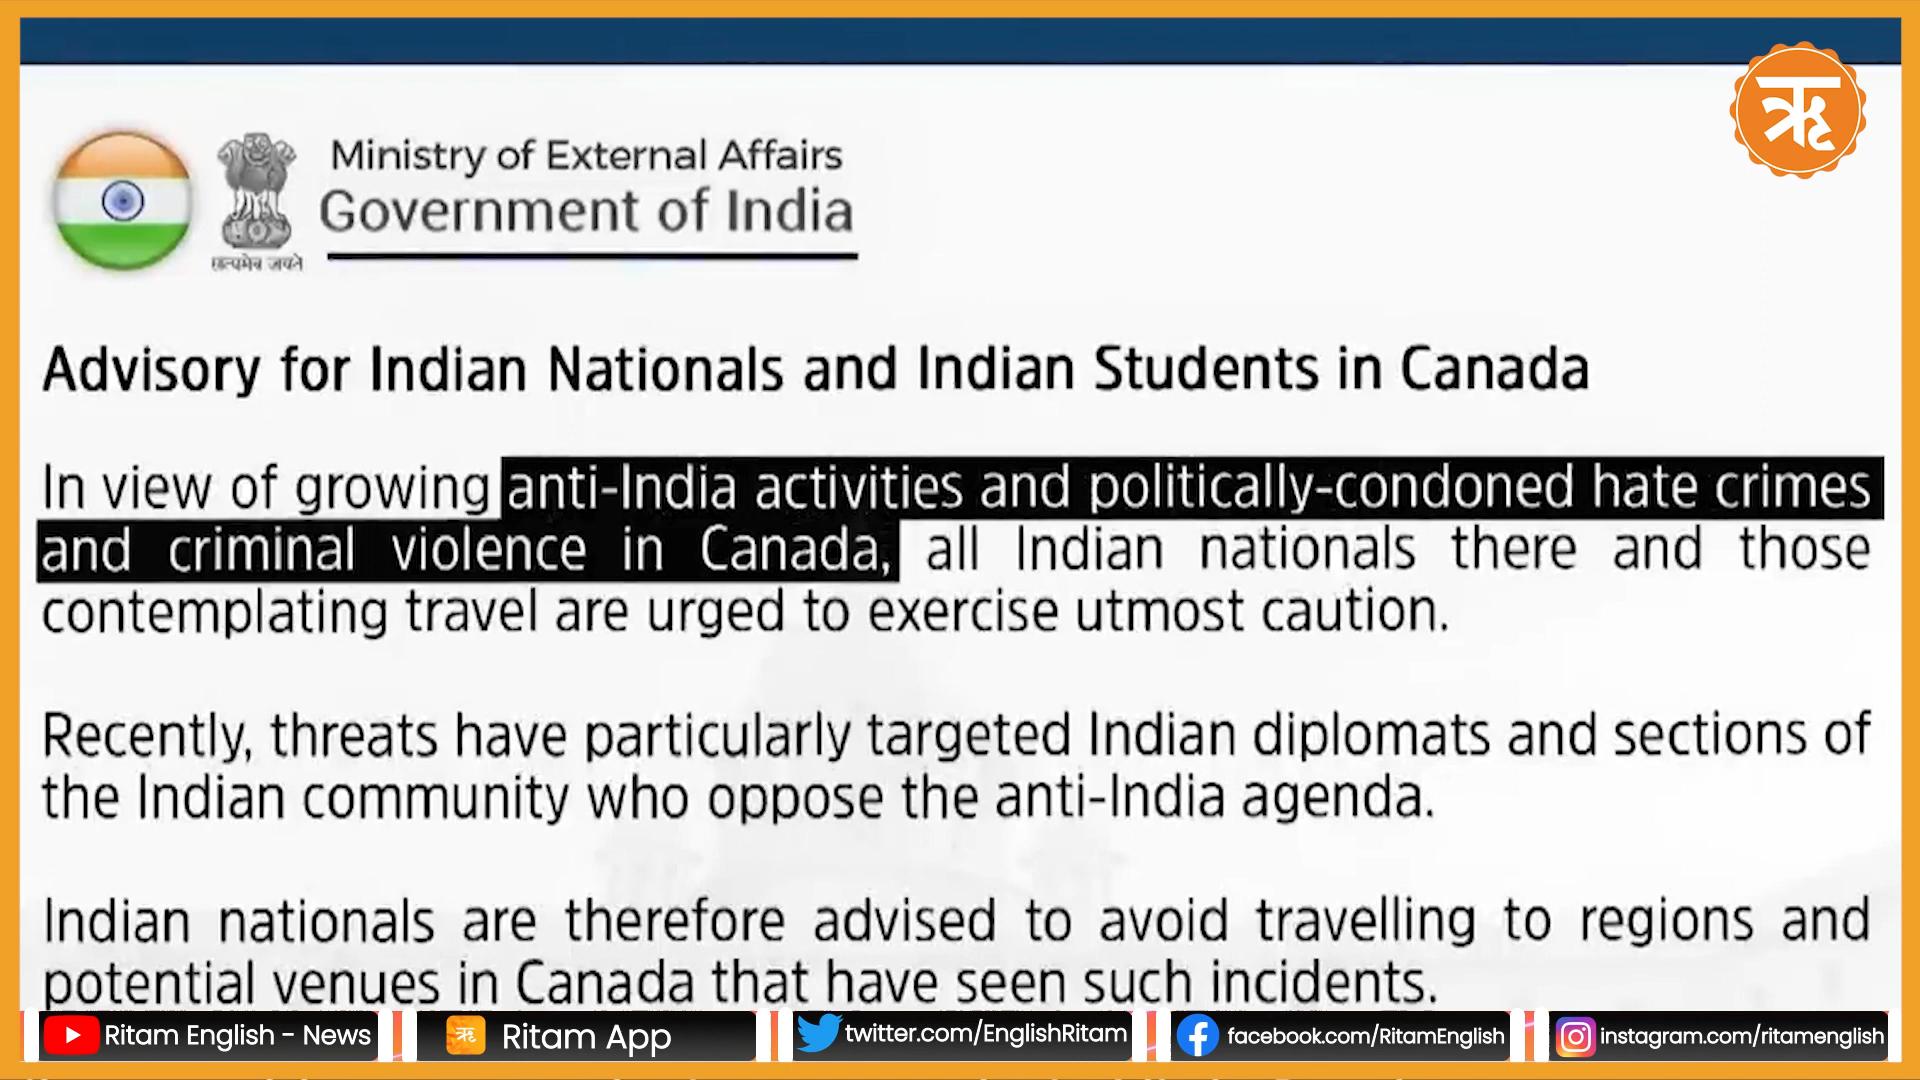 ऋ
Ministry of External Affairs
Government of India
सत्यमेव जयते
Advisory for Indian Nationals and Indian Students in Canada
In view of growing anti-India activities and politically-condoned hate crimes
and criminal violence in Canada, all Indian nationals there and those
contemplating travel are urged to exercise utmost caution.
Recently, threats have particularly targeted Indian diplomats and sections of
the Indian community who oppose the anti-India agenda.
Indian nationals are therefore advised to avoid travelling to regions and
potential venues in Canada that have seen such incidents.
Ritam English - News
ऋ Ritam App
twitter.com/EnglishRitam
facebook.com/RitamEnglish
instagram.com/ritamenglish